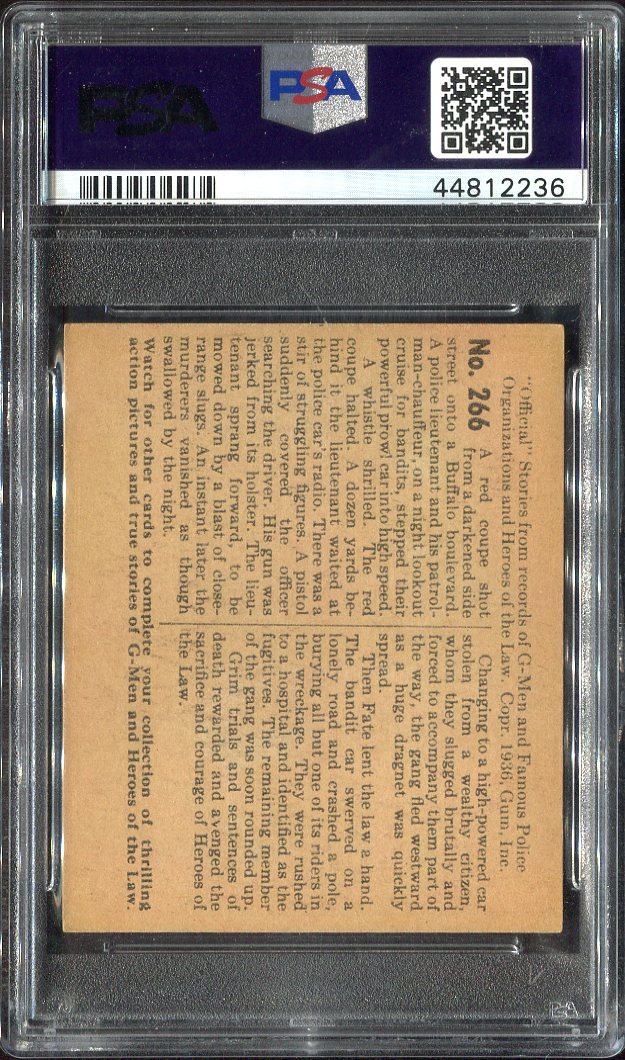 PSA
PSA
44812236
"Official" Stories from records of G-Men and Famous Police
Organizations and Heroes of the Law. Copr. 1936, Gum, Inc.
No. 266
A red coupe shot
from a darkened side
street onto a Buffalo boulevard.
A police lieutenant and his patrol-
man-chauffeur, on a night lookout
cruise for bandits, stepped their
powerful prowl car into high speed.
A whistle shrilled. The red
coupe halted. A dozen yards be-
hind it the lieutenant waited at
the police car's radio. There was a
stir of struggling figures. A pistol
suddenly covered the officer
searching the driver. His gun was
jerked from its holster. The lieu-
tenant sprang forward, to be
mowed down by a blast of close-
range slugs. An instant later the
murderers vanished as though
swallowed by the night.
Changing to a high-powered car
stolen from a wealthy citizen,
whom they slugged brutally and
forced to accompany them part of
the way, the gang fled westward
as a huge dragnet was quickly
spread.
Then Fate lent the law a hand.
The bandit car swerved on a
lonely road and crashed a pole,
burying all but one of its riders in
the wreckage. They were rushed
to a hospital and identified as the
fugitives. The remaining member
of the gang was soon rounded up.
Grim trials and sentences of
death rewarded and avenged the
sacrifice and courage of Heroes of
the Law.
Watch for other cards to complete your collection of thrilling
action pictures and true stories of G-Men and Heroes of the Law.
PSA